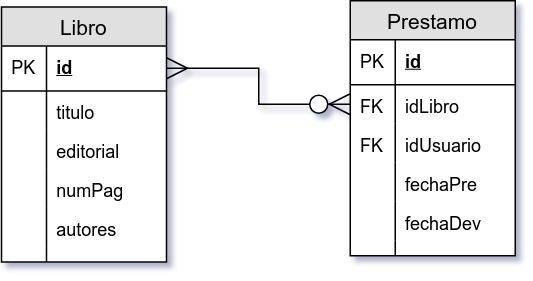 Libro
PK id
titulo
editorial
numPag
autores
Prestamo
PK id
FK idLibro
FK idUsuario
fechaPre
fechaDev